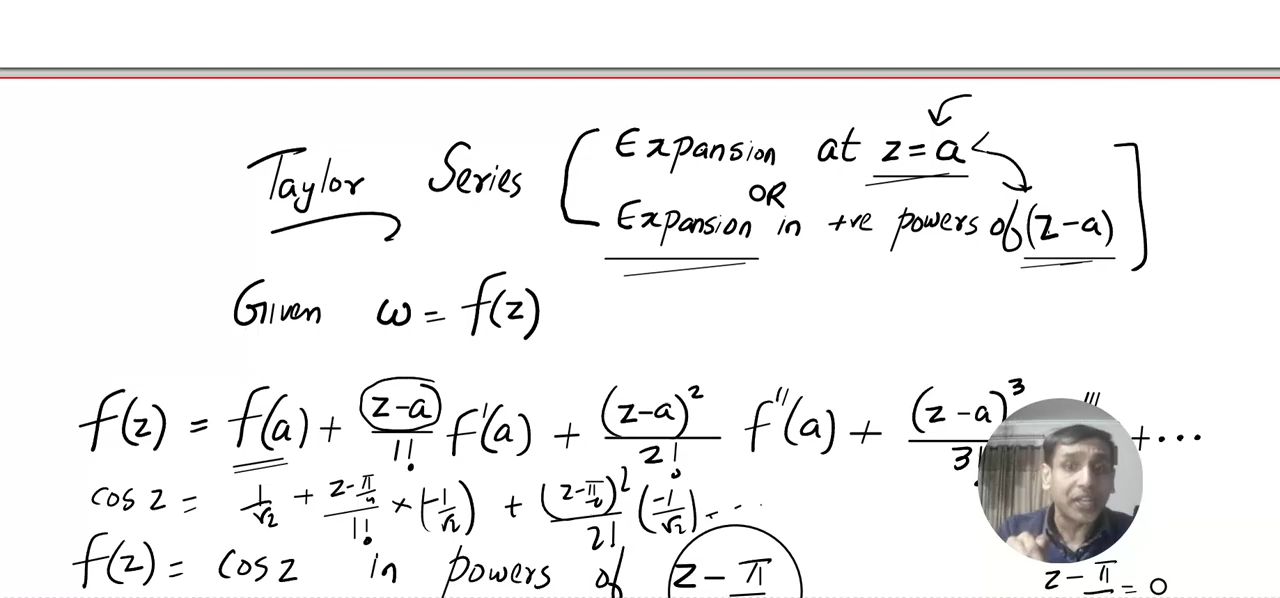 Taylor Series [Expansion at z = a
OR
Expansion in +ve powers of (z-a)]
Given ω = f(z)
f(z) = f(a) + (z-a)/1! f'(a) + (z-a)²/2! f''(a) + (z-a)³/3! ''' + ...
cos z = 1/√2 + (z-π/4)/1! × (-1/√2) + (z-π/4)²/2! (-1/√2) ...
f(z) = cos z in powers of z - π
z - π = 0